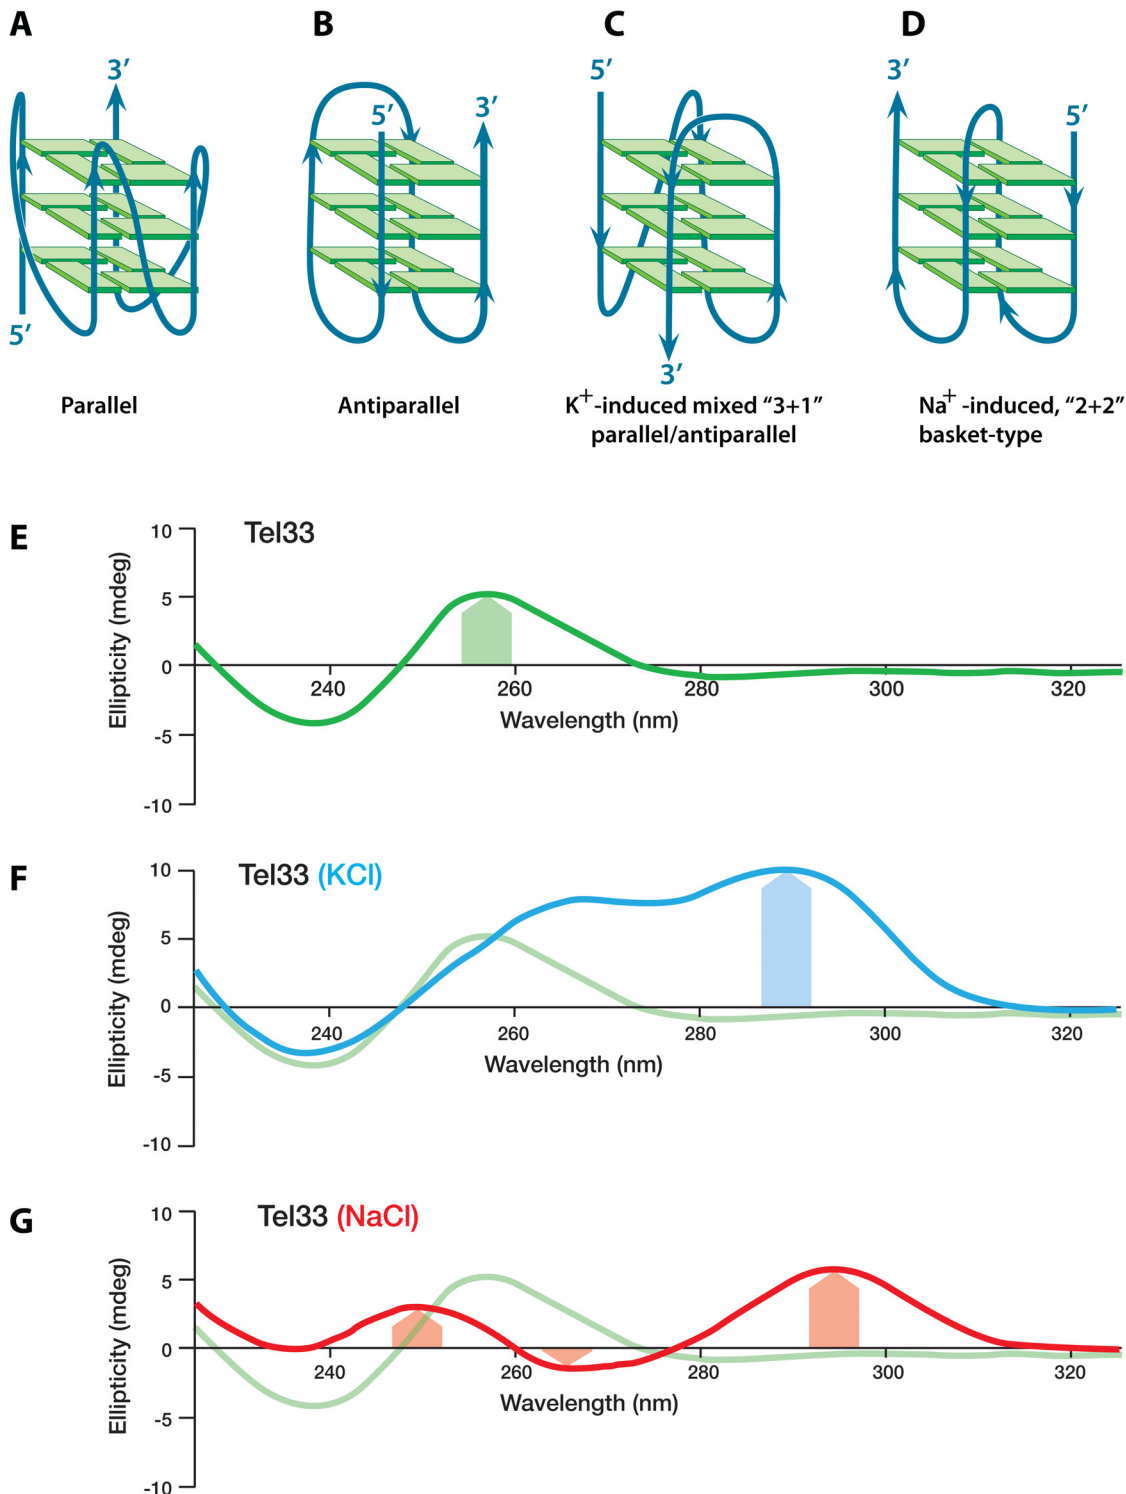 A
B
C
D
3′
5′
5′
3′
5′
3′
3′
5′
Parallel
Antiparallel
K+-induced mixed “3+1”
parallel/antiparallel
Na+ -induced, “2+2”
basket-type
E
Tel33
Ellipticity (mdeg)
10
5
0
-5
-10
240
260
280
300
320
Wavelength (nm)
F
Tel33 (KCl)
Ellipticity (mdeg)
10
5
0
-5
-10
240
260
280
300
320
Wavelength (nm)
G
Tel33 (NaCl)
Ellipticity (mdeg)
10
5
0
-5
-10
240
260
280
300
320
Wavelength (nm)